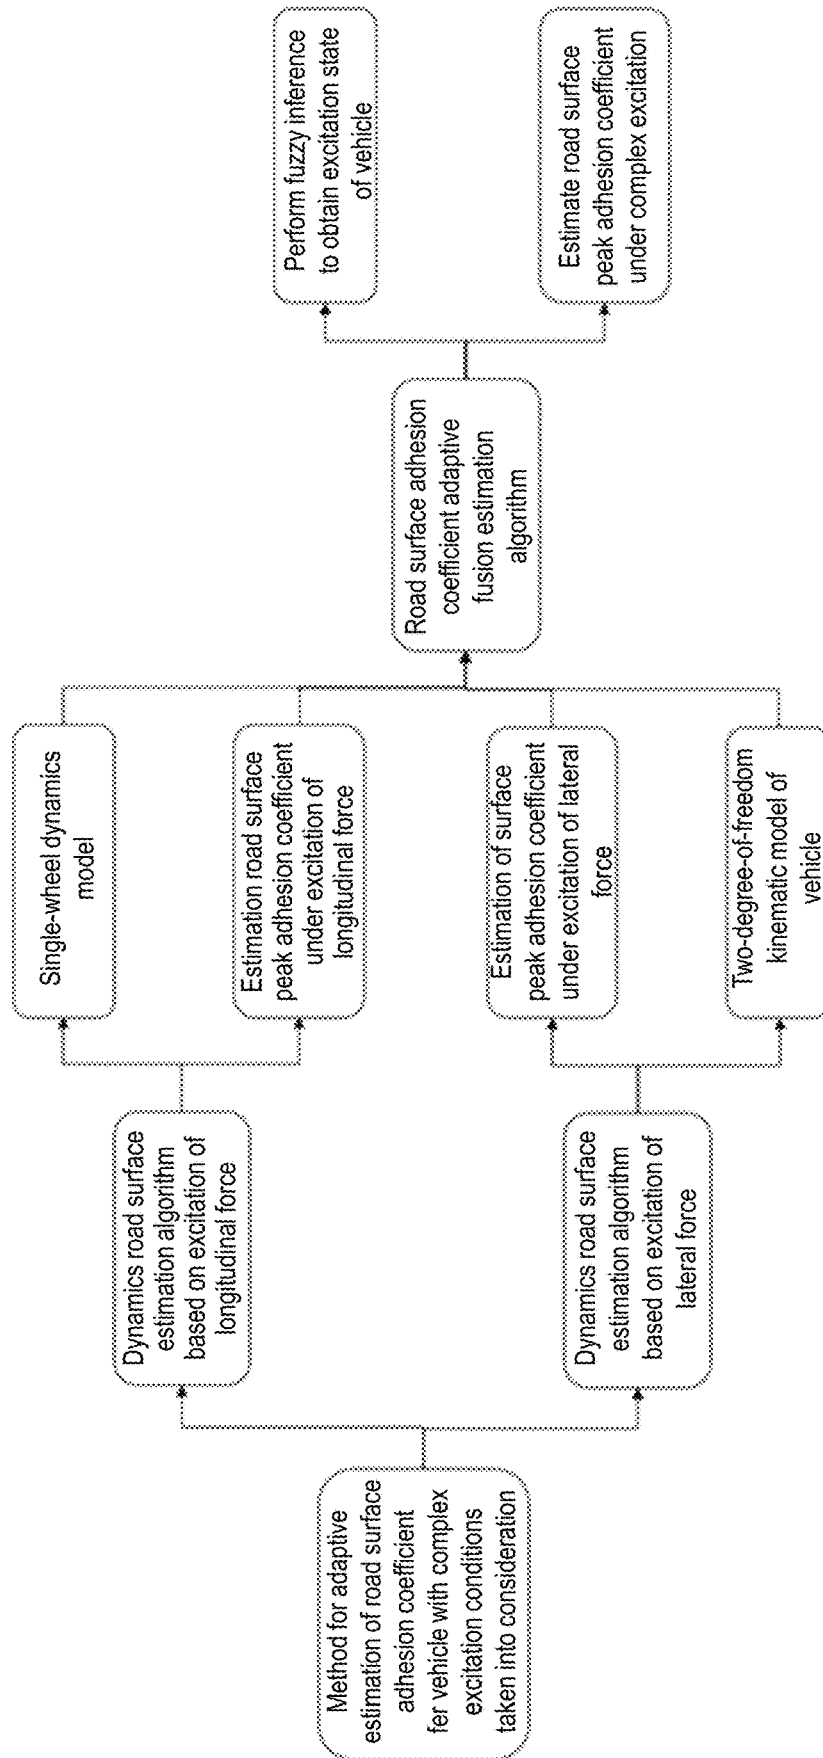 Method for adaptive
estimation of road surface
adhesion coefficient
fer vehicle with complex
excitation conditions
taken into consideration
Dynamics road surface
estimation algorithm
based on excitation of
longitudinal force
Dynamics road surface
estimation algorithm
based on excitation of
lateral force
Single-wheel dynamics
model
Estimation road surface
peak adhesion coefficient
under excitation of
longitudinal force
Estimation of surface
peak adhesion coefficient
under excitation of lateral
force
Two-degree-of-freedom
kinematic model of
vehicle
Road surface adhesion
coefficient adaptive
fusion estimation
algorithm
Perform fuzzy inference
to obtain excitation state
of vehicle
Estimate road surface
peak adhesion coefficient
under complex excitation